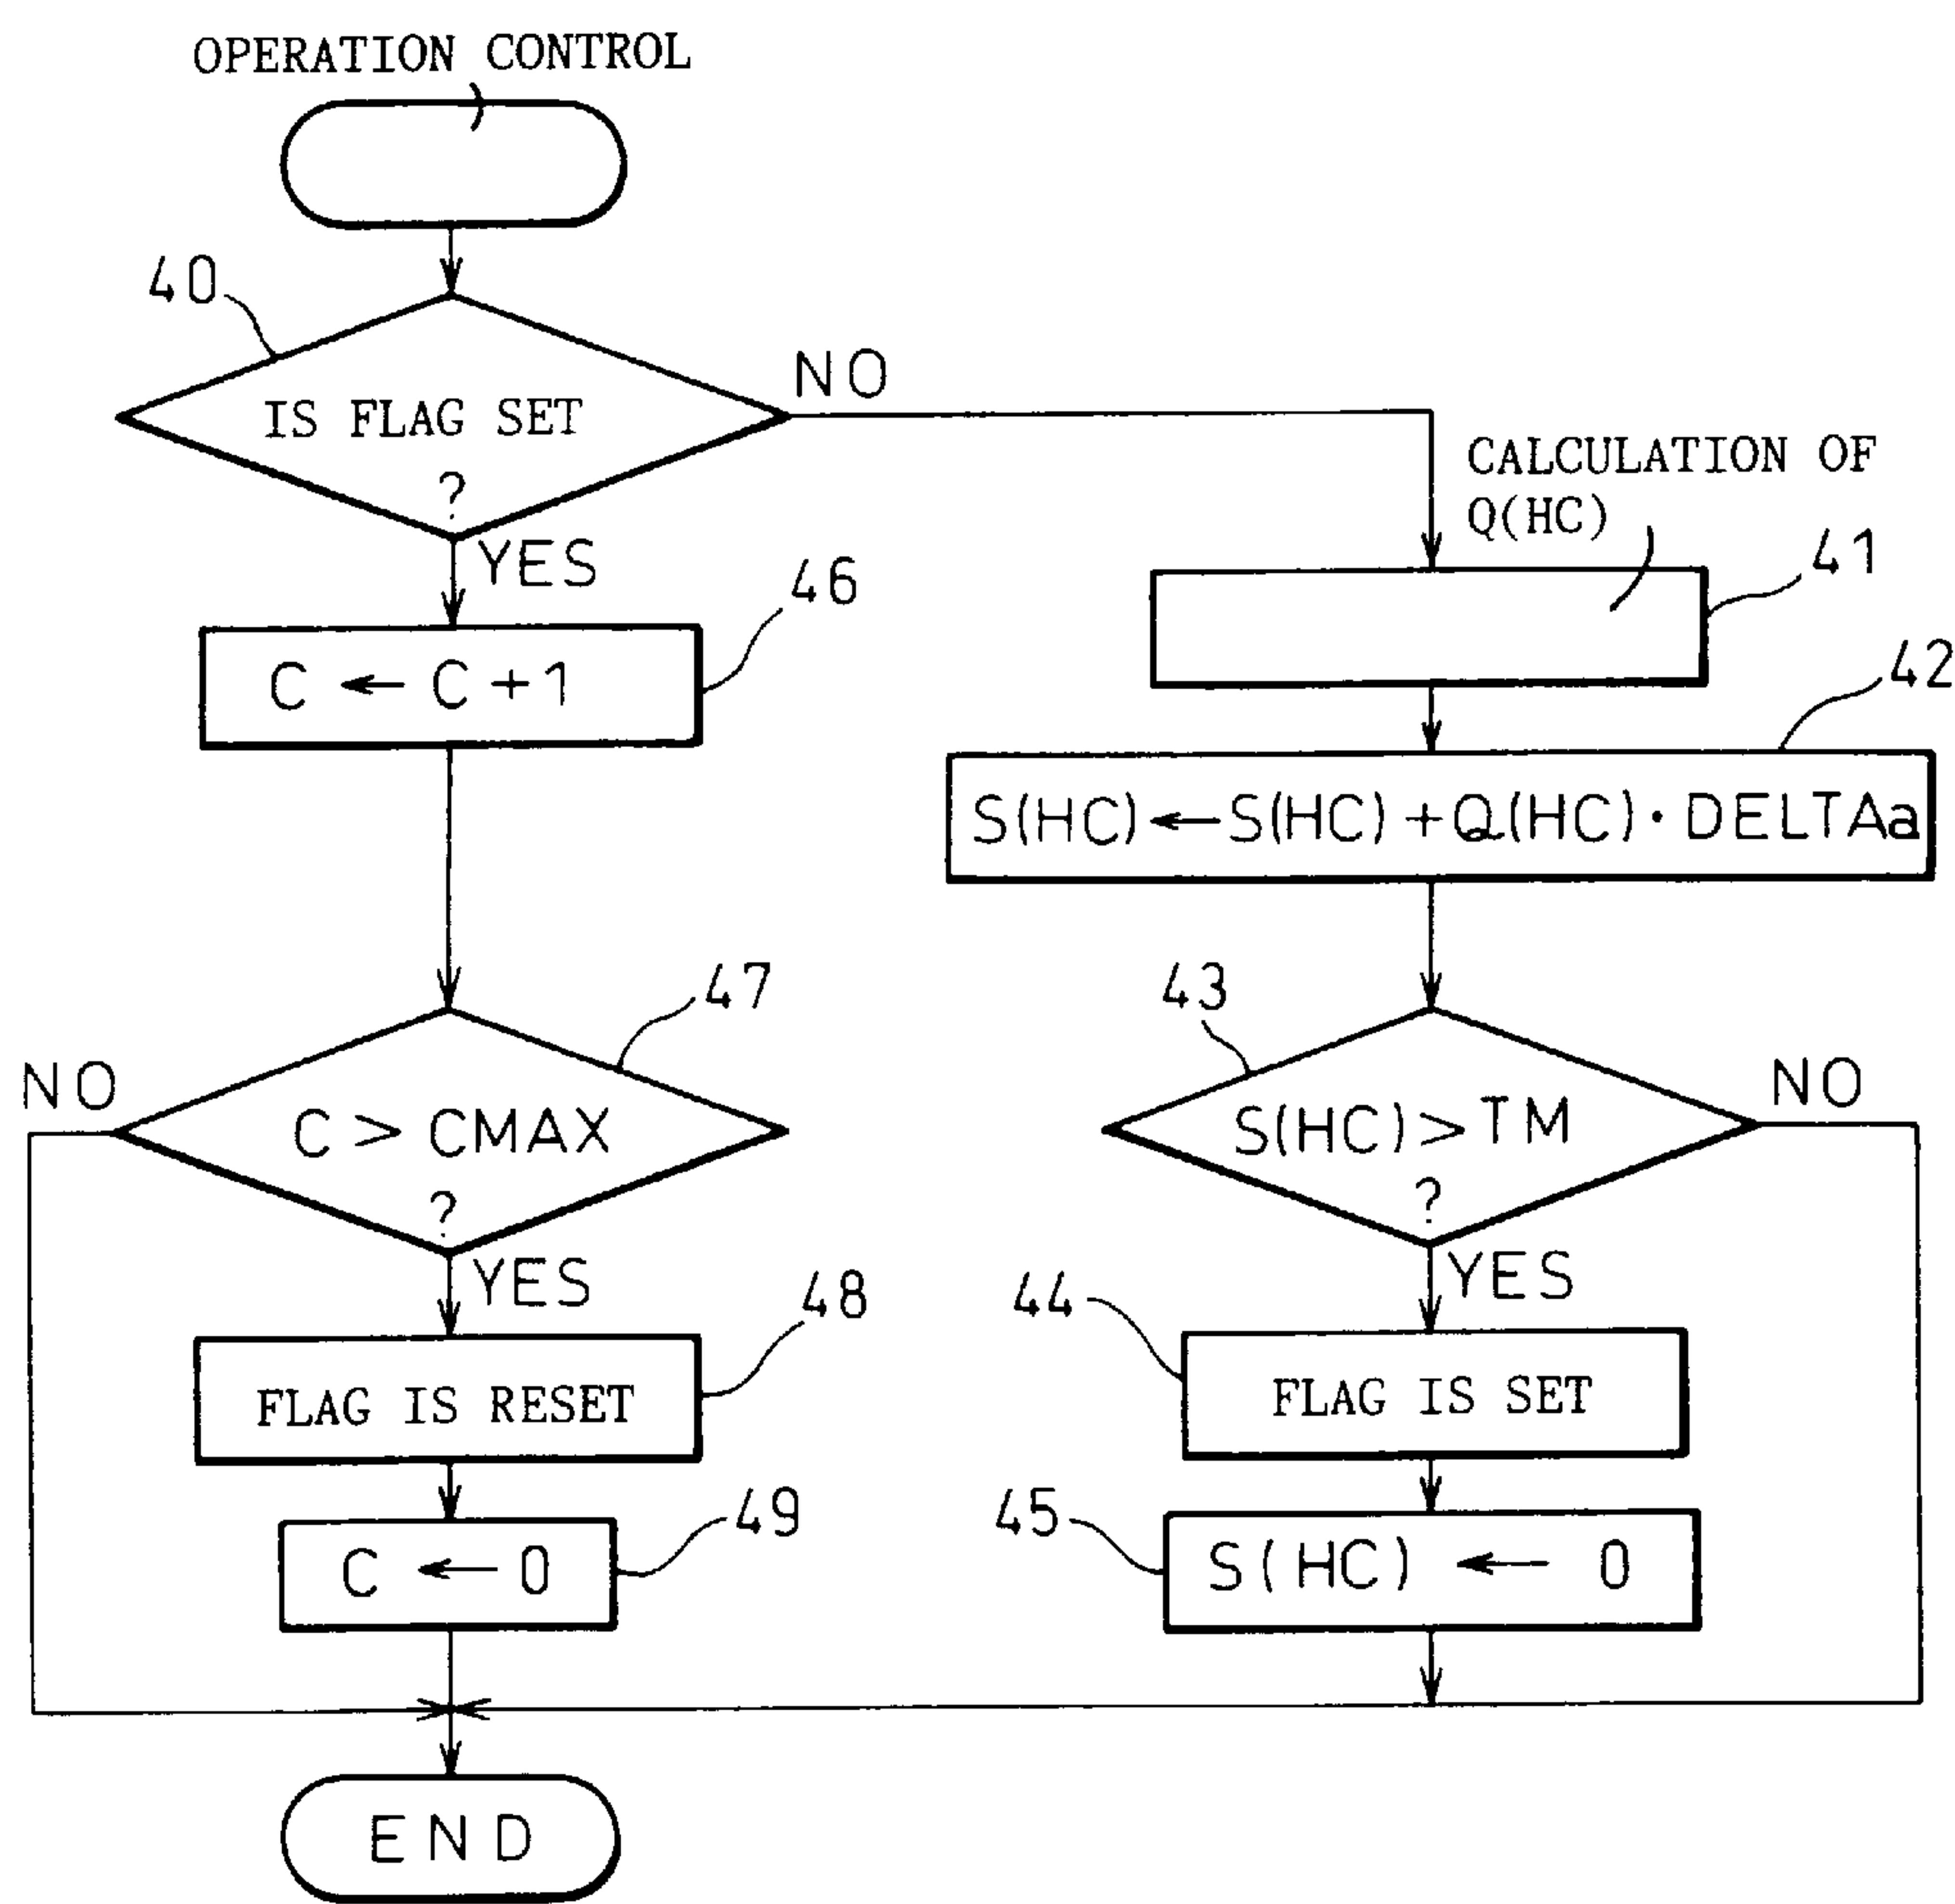 OPERATION CONTROL
40
IS FLAG SET
?
NO
YES
CALCULATION OF
Q(HC)
41
46
C ← C + 1
42
S(HC) ← S(HC) + Q(HC) · DELTAa
47
C > CMAX
?
NO
YES
43
S(HC) > TM
?
NO
YES
48
FLAG IS RESET
44
FLAG IS SET
49
C ← 0
45
S(HC) ← 0
END